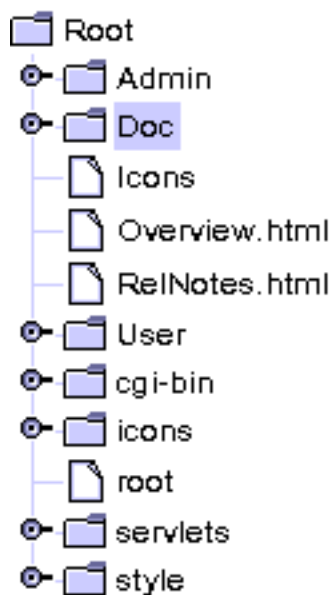 Root
Admin
Doc
Icons
Overview.html
RelNotes.html
User
cgi-bin
icons
root
servlets
style